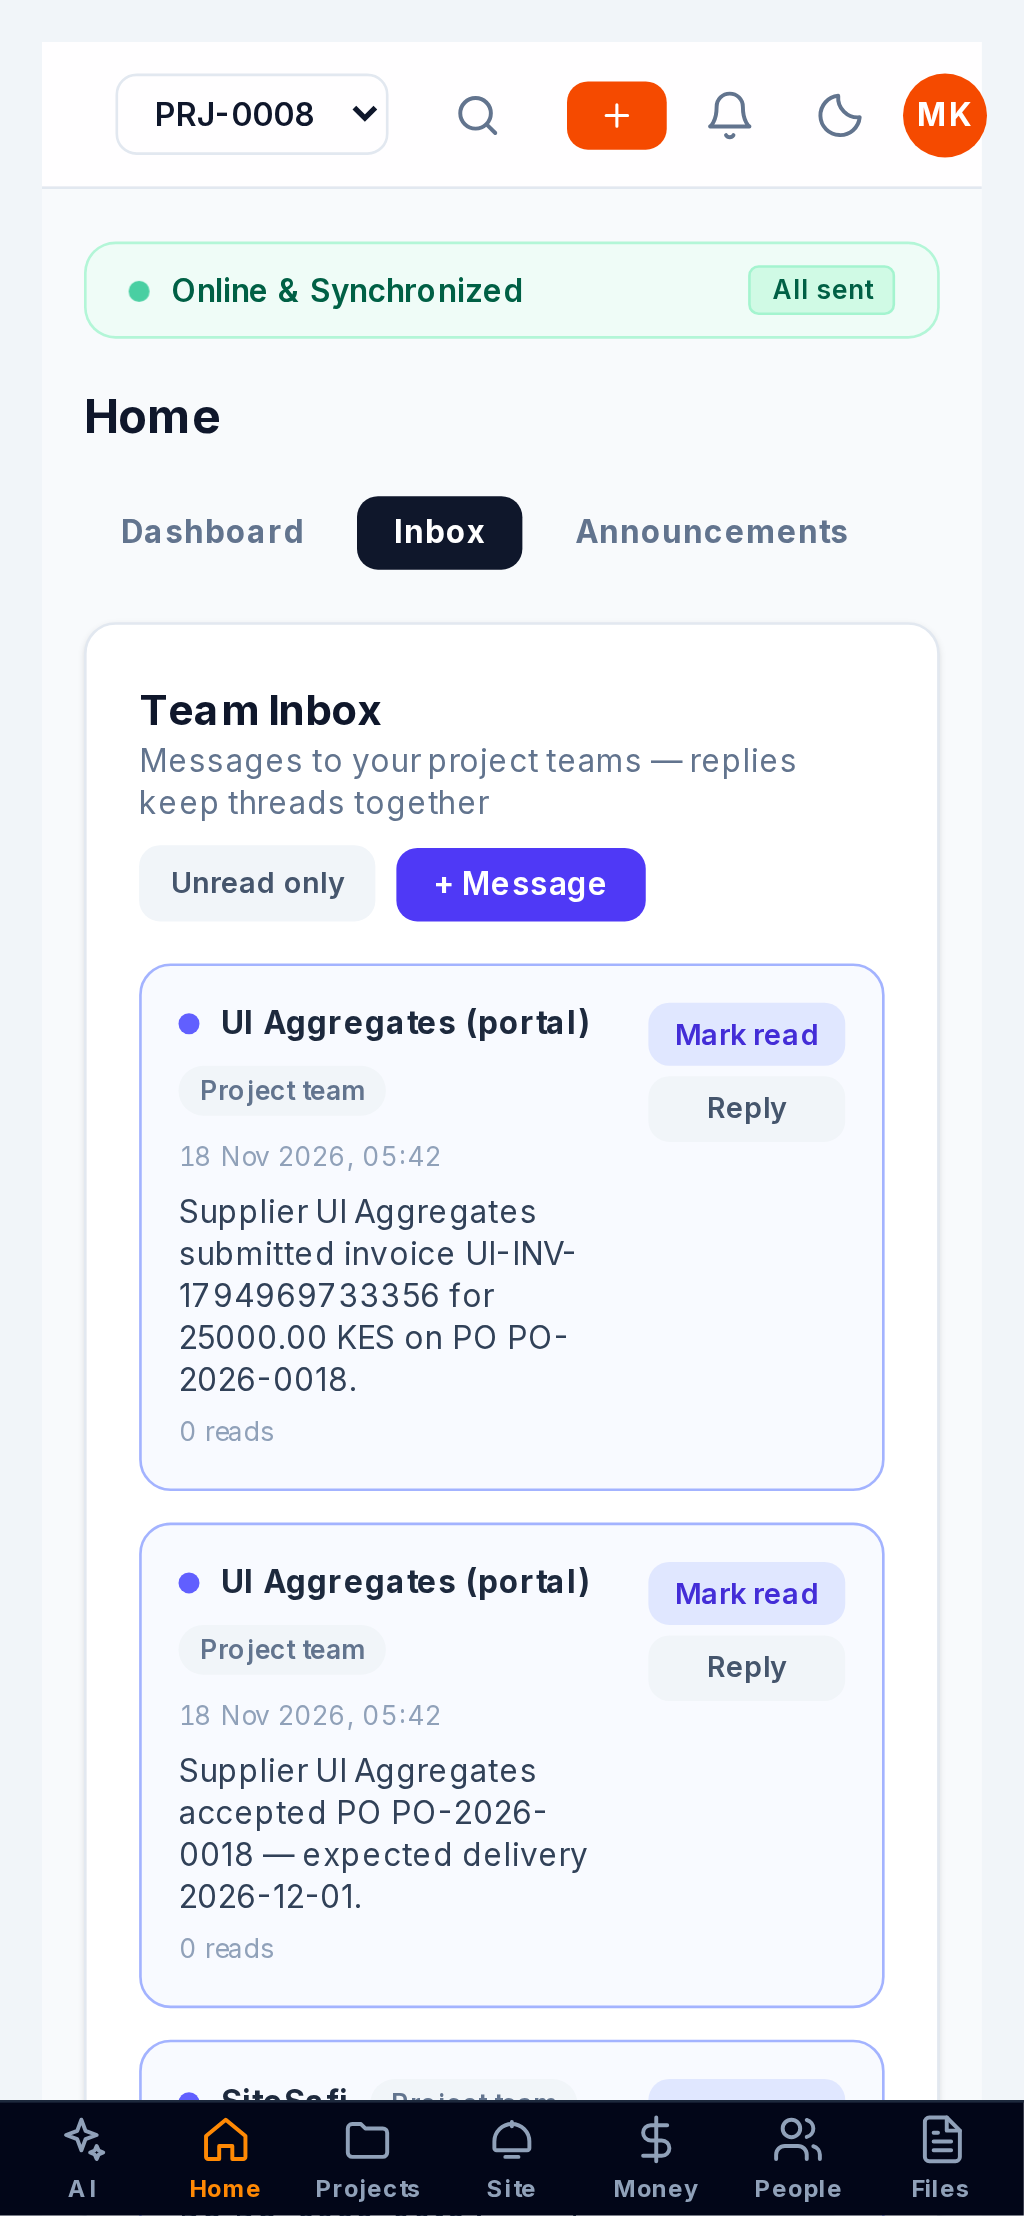 PRJ-0008
MK
Online & Synchronized
All sent
Home
Dashboard Inbox Announcements
Team Inbox
Messages to your project teams — replies
keep threads together
Unread only + Message
UI Aggregates (portal)
Mark read
Project team
Reply
18 Nov 2026, 05:42
Supplier UI Aggregates
submitted invoice UI-INV-
1794969733356 for
25000.00 KES on PO PO-
2026-0018.
0 reads
UI Aggregates (portal)
Mark read
Project team
Reply
18 Nov 2026, 05:42
Supplier UI Aggregates
accepted PO PO-2026-
0018 — expected delivery
2026-12-01.
0 reads
SiteSafi Project team
AI Home Projects Site Money People Files